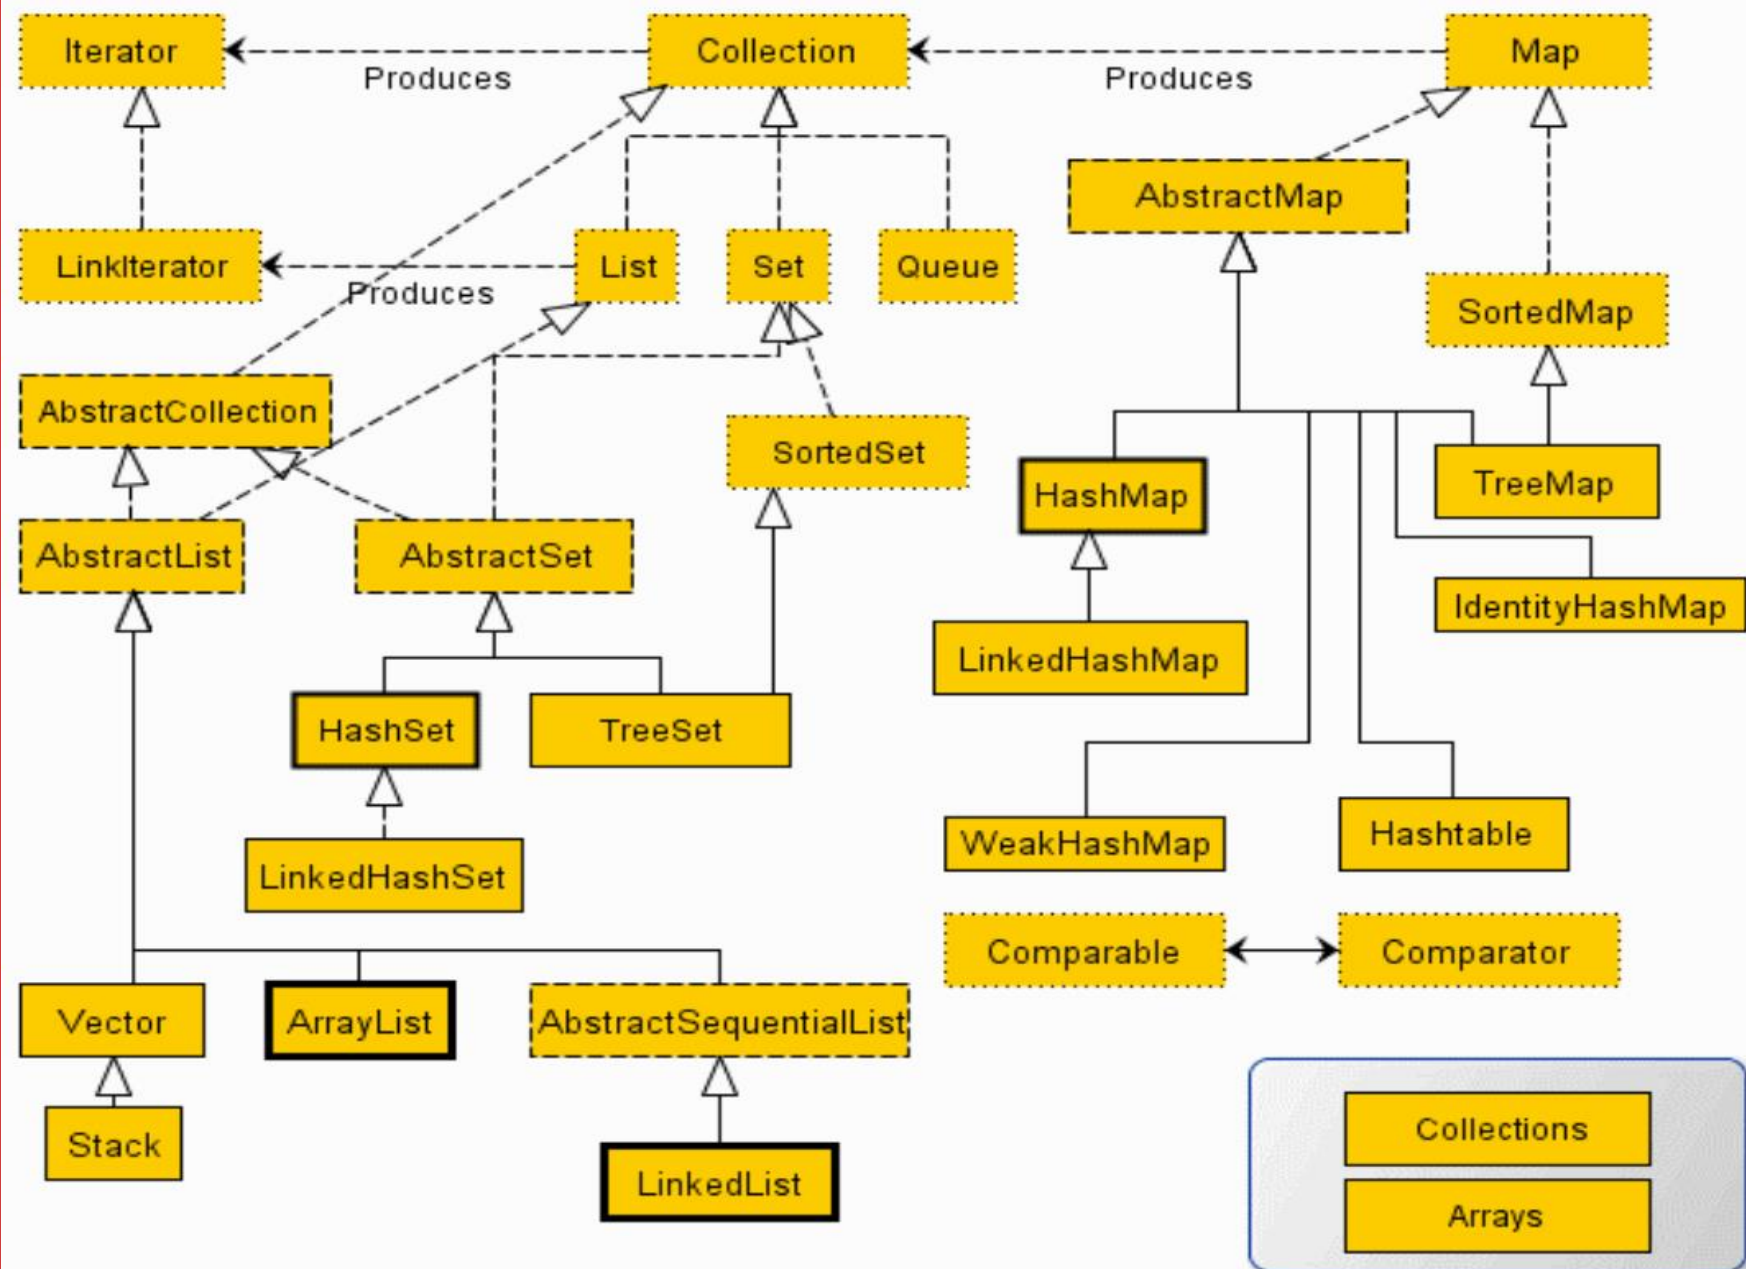 Iterator
Collection
Map
Produces
Produces
AbstractMap
LinkIterator
List
Set
Queue
Produces
SortedMap
AbstractCollection
SortedSet
TreeMap
HashMap
AbstractList
AbstractSet
IdentityHashMap
LinkedHashMap
HashSet
TreeSet
WeakHashMap
Hashtable
LinkedHashSet
Comparable
Comparator
Vector
ArrayList
AbstractSequentialList
Stack
Collections
LinkedList
Arrays